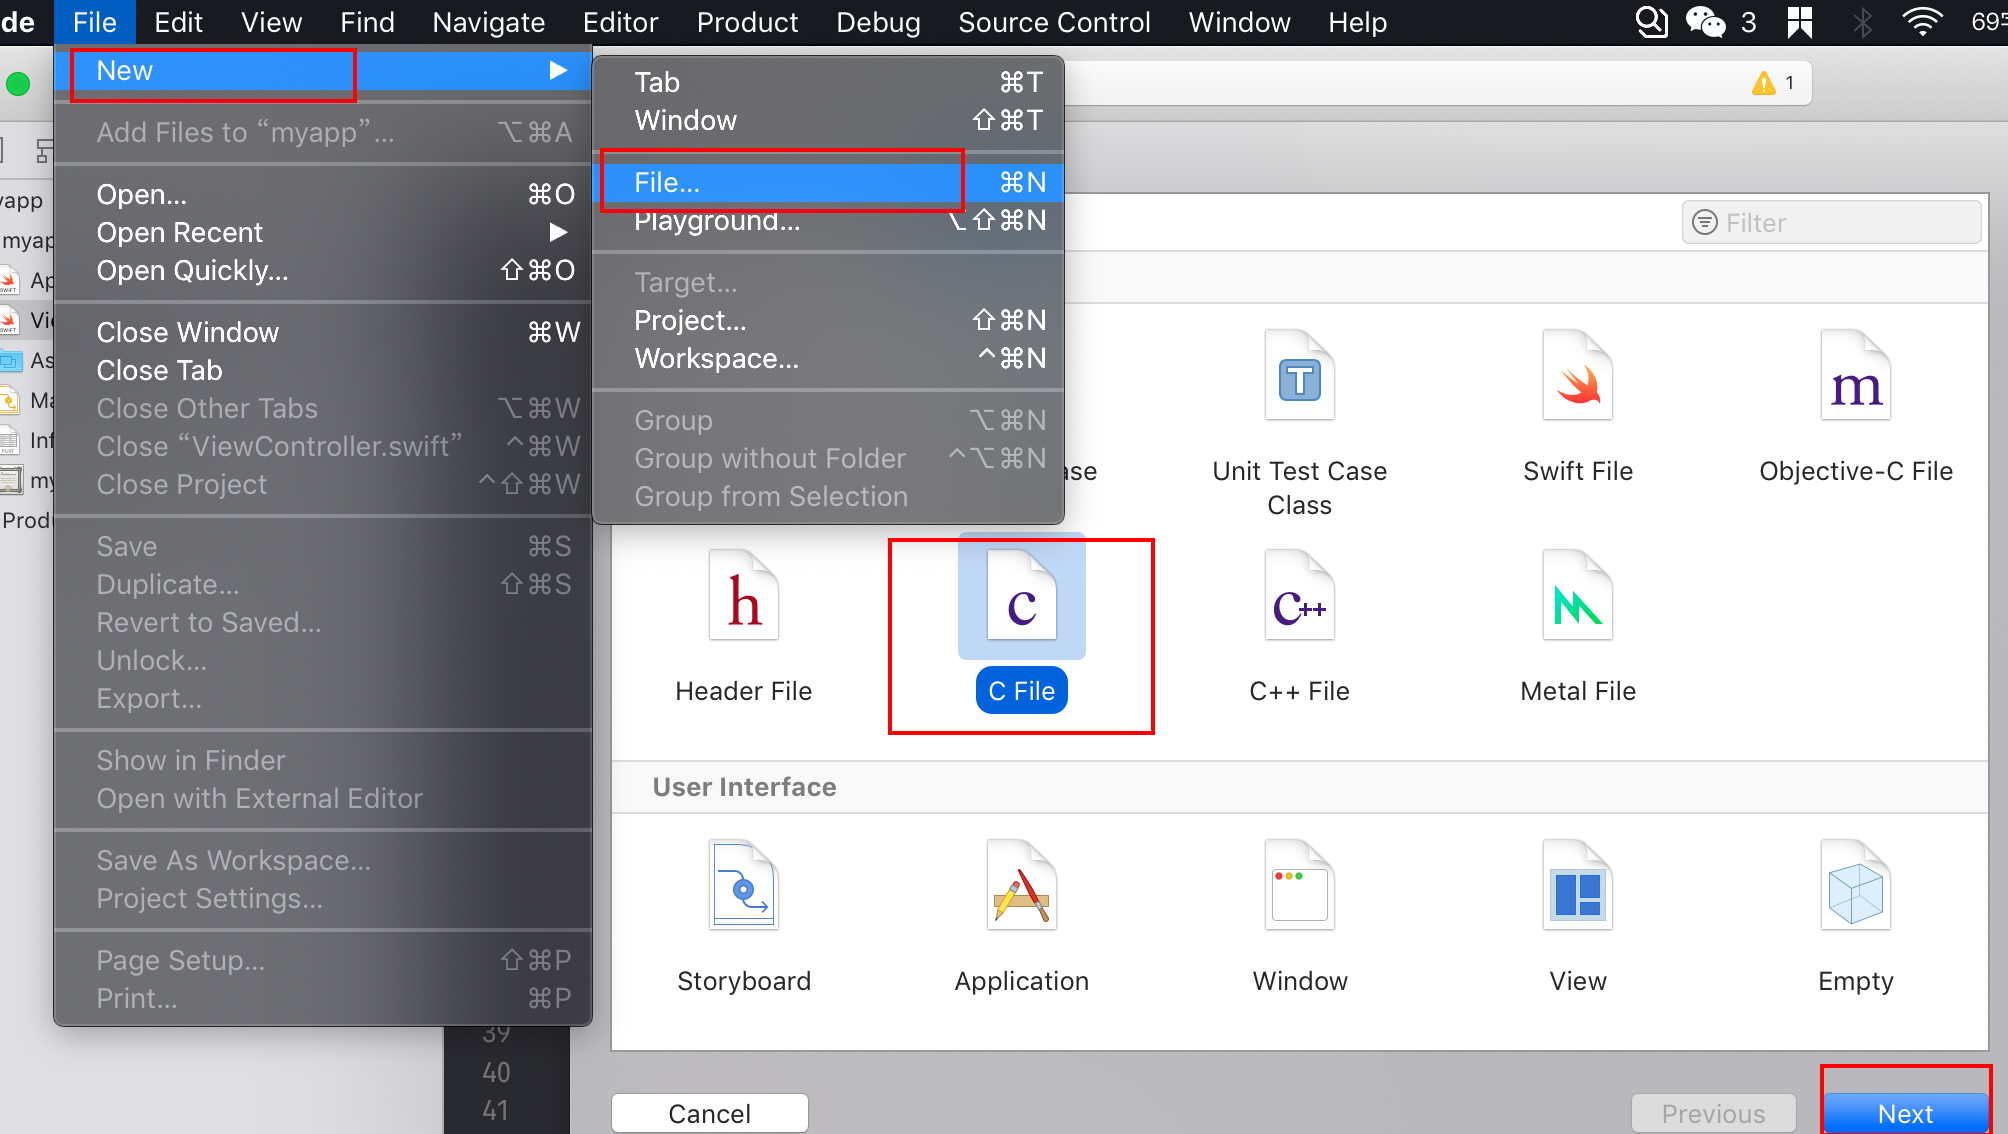 de File Edit View Find Navigate Editor Product Debug Source Control Window Help 3 69
New
Add Files to “myapp”... ⌥⌘A
Open... ⌘O
Open Recent
Open Quickly... ⇧⌘O
Close Window ⌘W
Close Tab
Close Other Tabs ⌥⌘W
Close “ViewController.swift” ^⌘W
Close Project ^⇧⌘W
Save ⌘S
Duplicate... ⇧⌘S
Revert to Saved...
Unlock...
Export...
Show in Finder
Open with External Editor
Save As Workspace...
Project Settings...
Page Setup... ⇧⌘P
Print... ⌘P
Tab ⌘T
Window ⇧⌘T
File... ⌘N
Playground... ⌥⇧⌘N
Target...
Project... ⇧⌘N
Workspace... ^⌘N
Group ⌥⌘N
Group without Folder ^⌥⌘N
Group from Selection
1
Filter
yapp
myap
Ap
Vie
As
Ma
Inf
my
Produ
T
m
ase
Unit Test Case
Class
Swift File
Objective-C File
h
c
C++
Header File
C File
C++ File
Metal File
User Interface
Storyboard
Application
Window
View
Empty
39
40
41
Cancel
Previous
Next